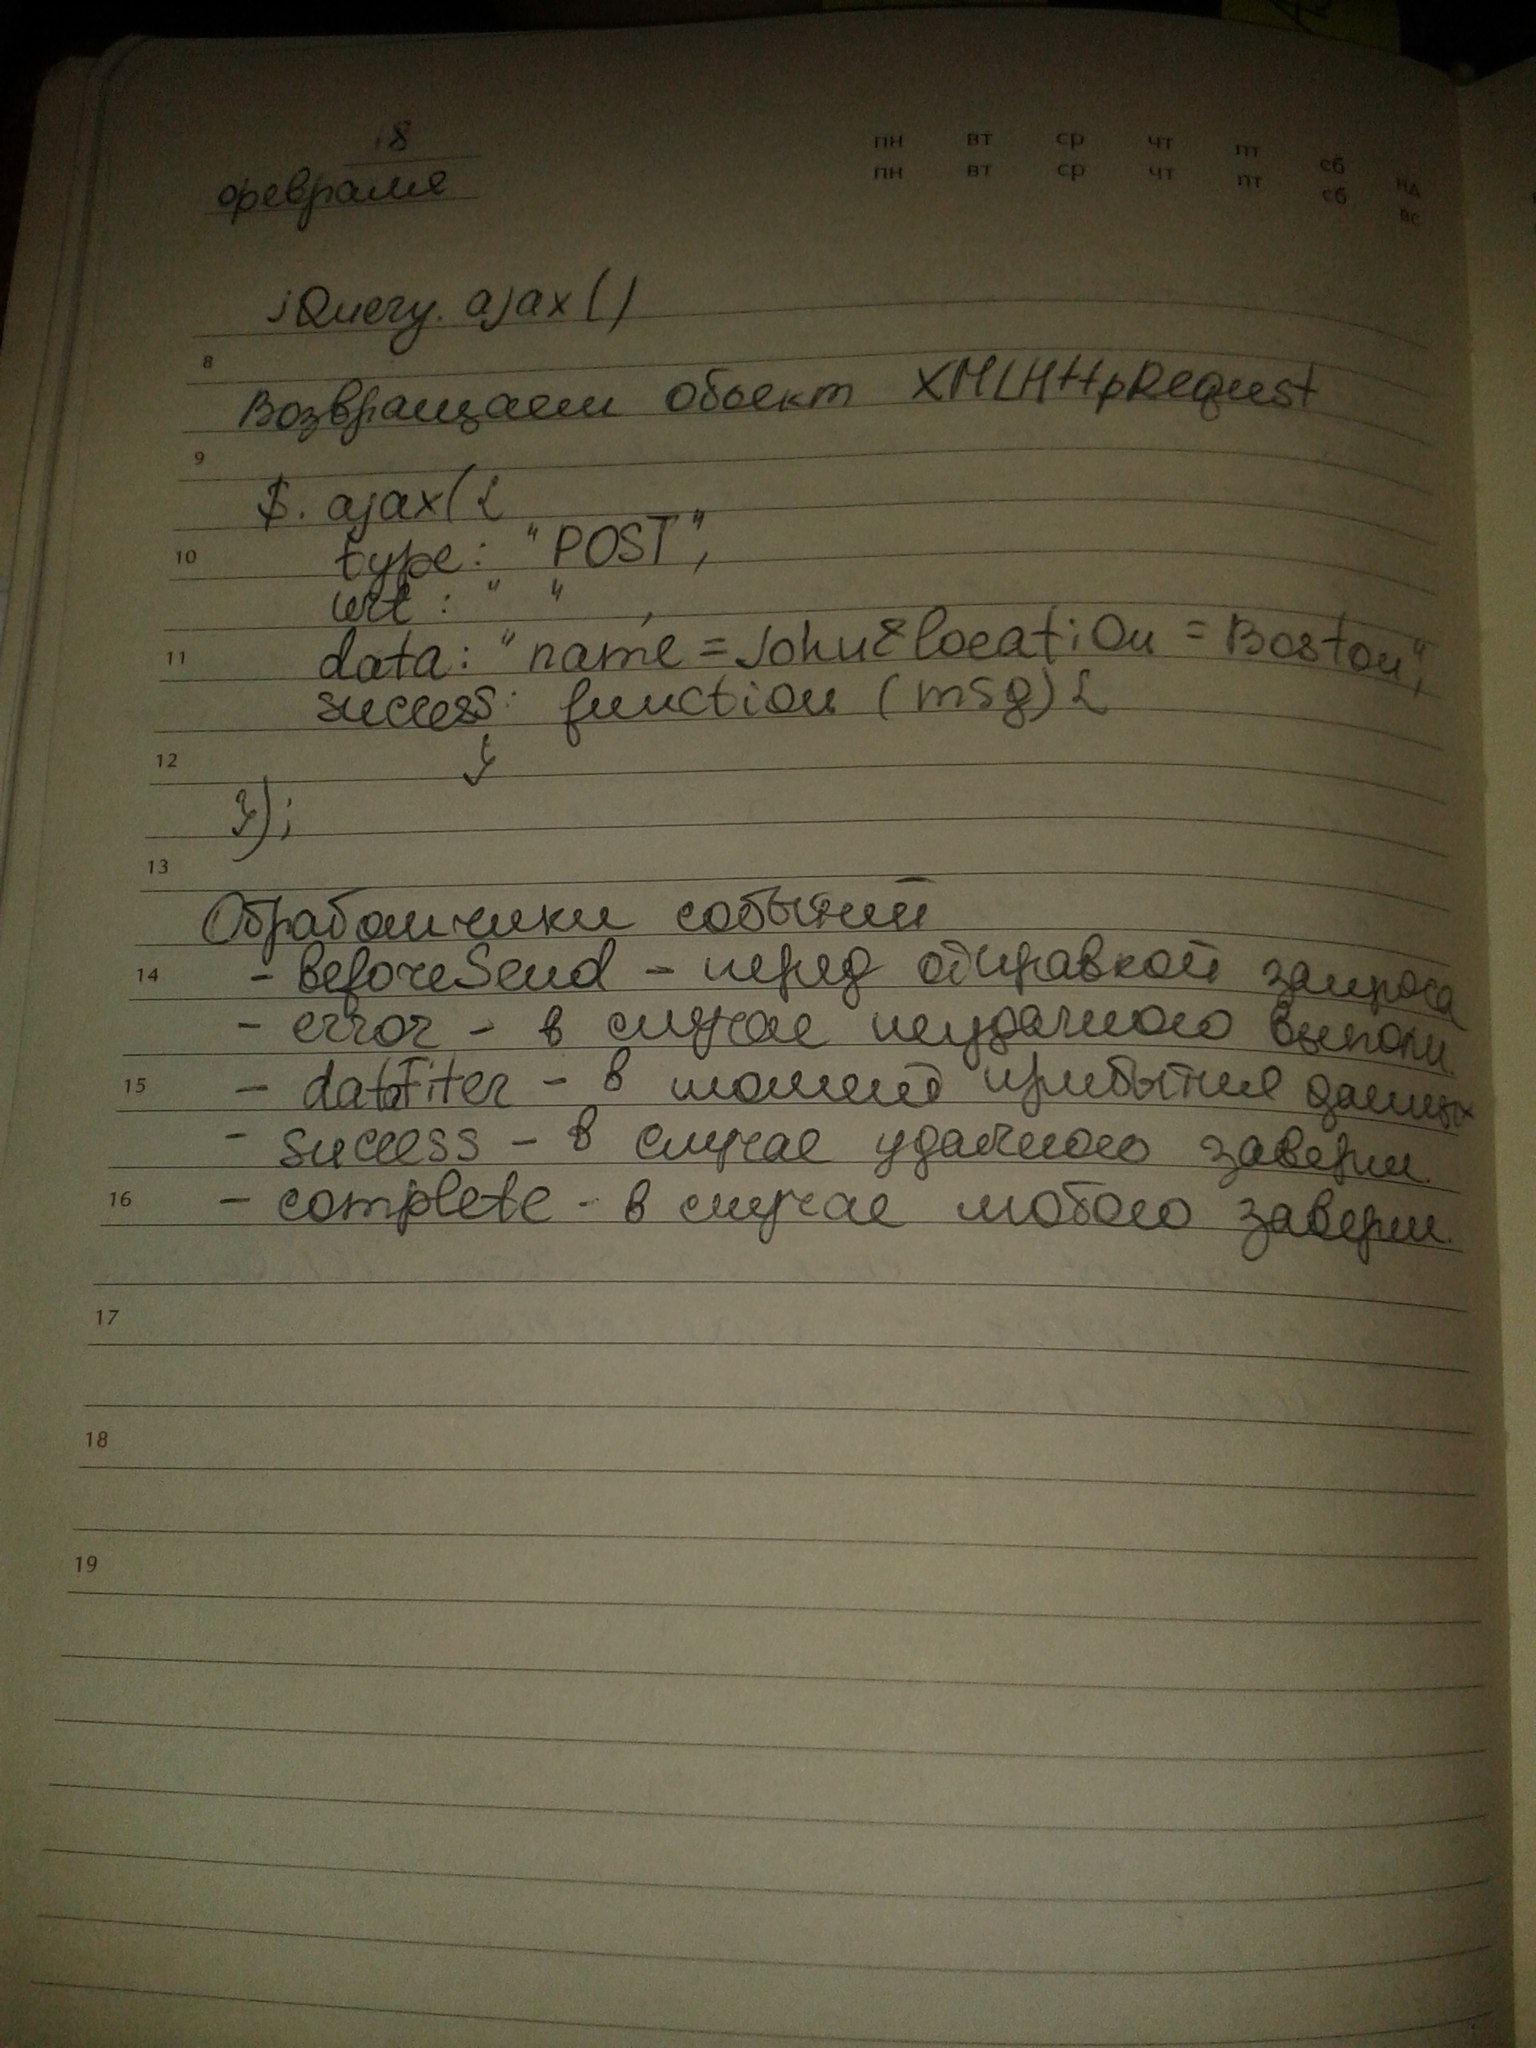 8
февраля
пн вт ср чт пт сб нд
пн вт ср чт пт сб вс
jQuery.ajax()
8
Возвращает объект XMLHttpRequest
9
$.ajax({
10
type: "POST",
url : " " ,
11
data: "name=John&location=Boston",
success: function (msg) {
12
}
});
13
Обработчики событий
14
- beforeSend - перед отправкой запроса
- error - в случае неудачного выполн.
15
- dataFiter - в момент прибытия данных
- success - в случае удачного заверш.
16
- complete - в случае любого заверш.
17
18
19